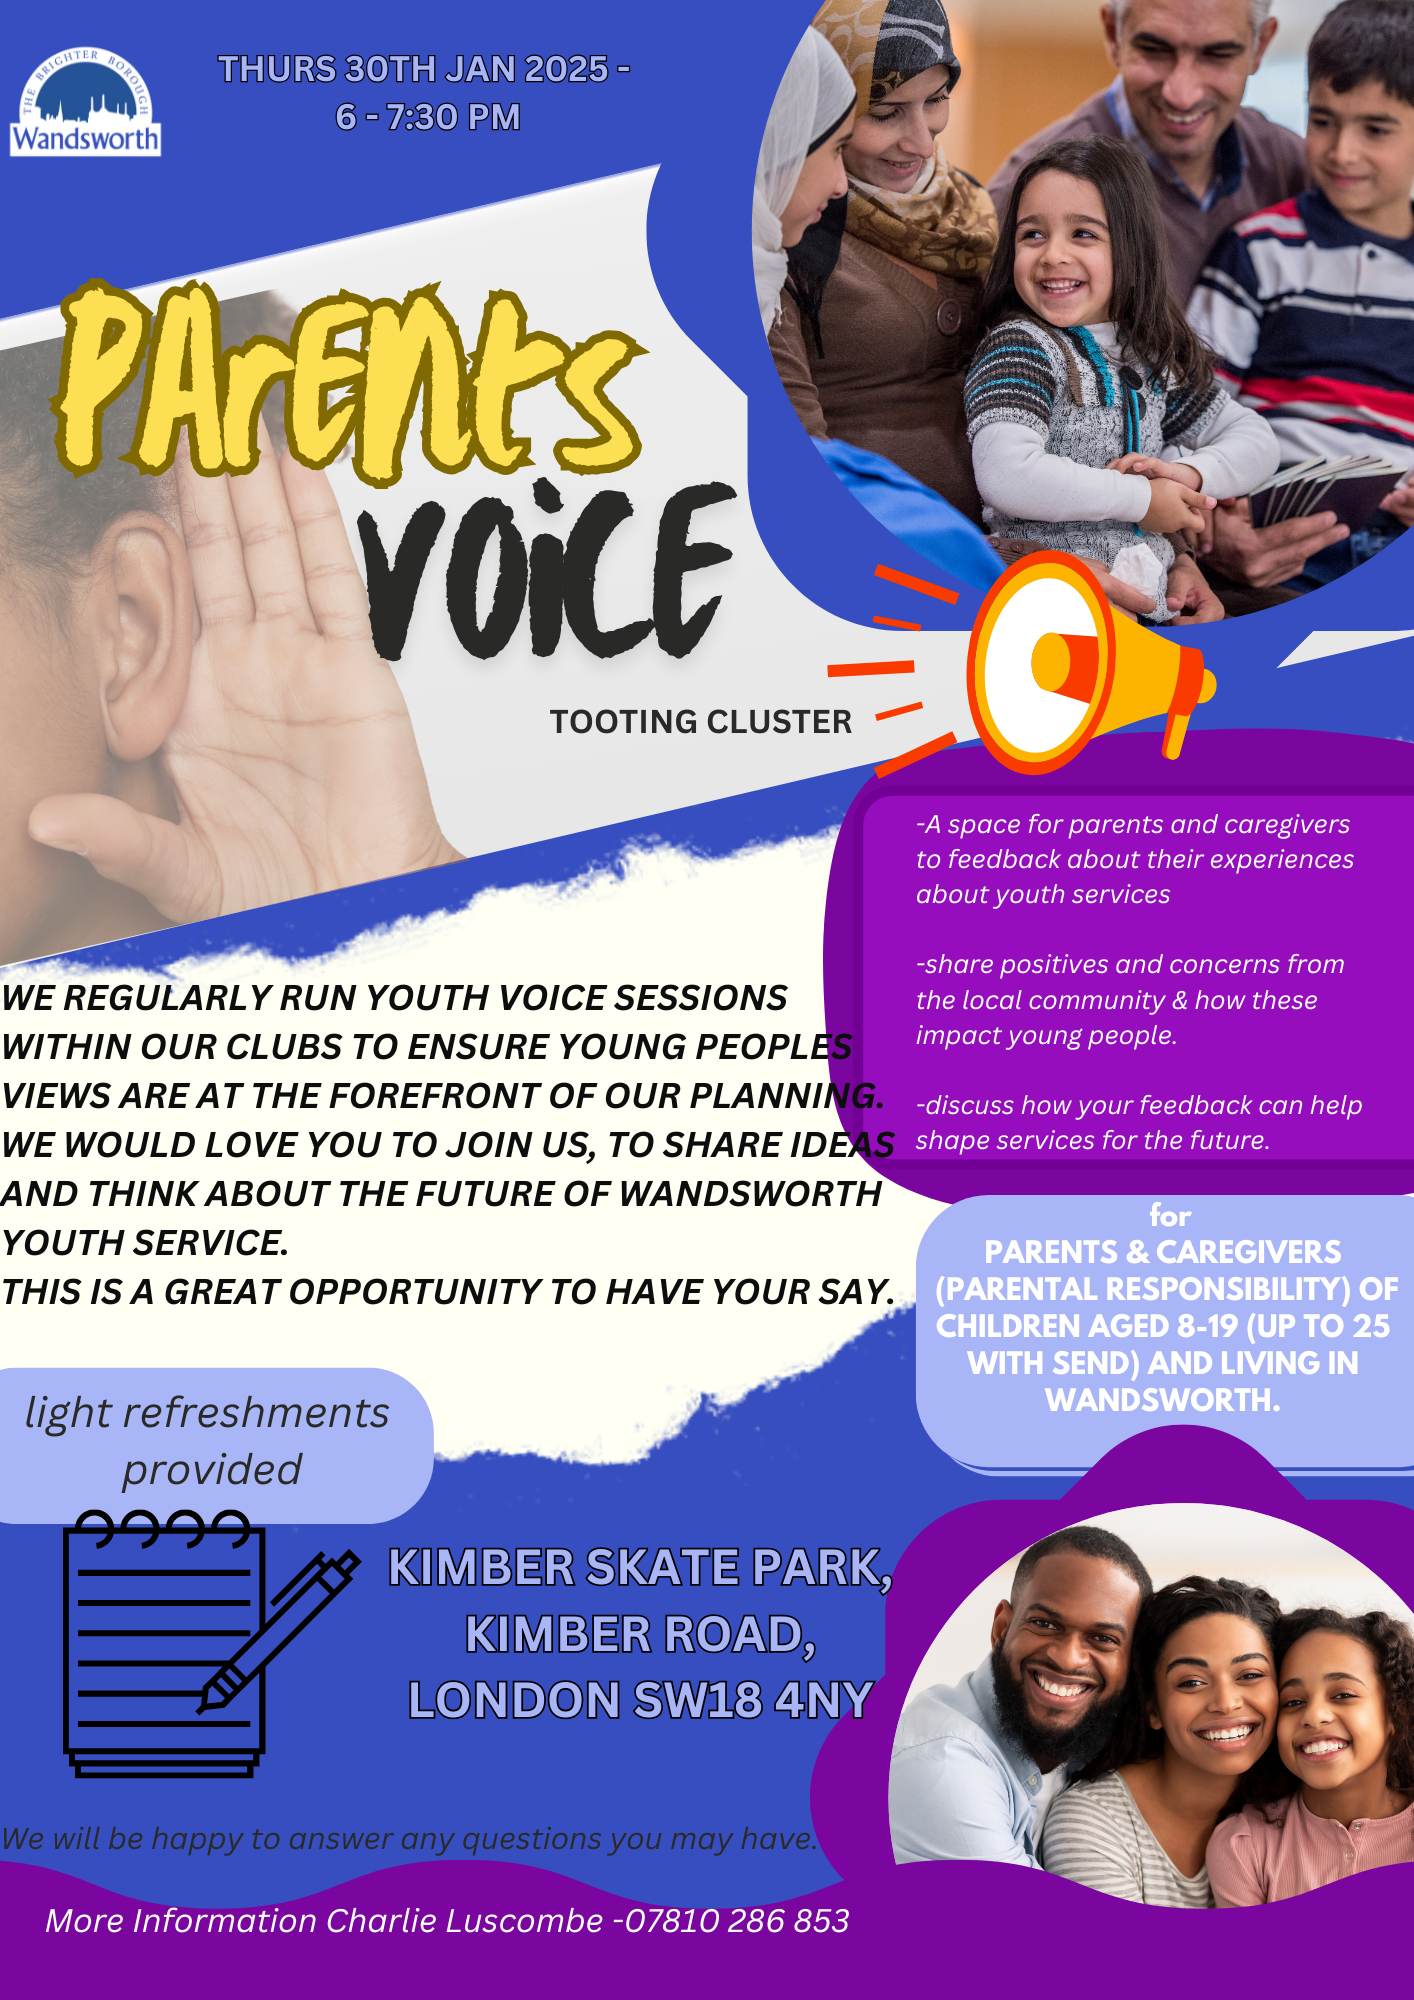 THE BRIGHTER BOROUGH
Wandsworth
THURS 30TH JAN 2025 -
6 - 7:30 PM
PArENts
VOiCE
TOOTING CLUSTER
-A space for parents and caregivers
to feedback about their experiences
about youth services
-share positives and concerns from
the local community & how these
impact young people.
-discuss how your feedback can help
shape services for the future.
WE REGULARLY RUN YOUTH VOICE SESSIONS
WITHIN OUR CLUBS TO ENSURE YOUNG PEOPLES
VIEWS ARE AT THE FOREFRONT OF OUR PLANNING.
WE WOULD LOVE YOU TO JOIN US, TO SHARE IDEAS
AND THINK ABOUT THE FUTURE OF WANDSWORTH
YOUTH SERVICE.
THIS IS A GREAT OPPORTUNITY TO HAVE YOUR SAY.
for
PARENTS & CAREGIVERS
(PARENTAL RESPONSIBILITY) OF
CHILDREN AGED 8-19 (UP TO 25
WITH SEND) AND LIVING IN
WANDSWORTH.
light refreshments
provided
KIMBER SKATE PARK,
KIMBER ROAD,
LONDON SW18 4NY
We will be happy to answer any questions you may have.
More Information Charlie Luscombe -07810 286 853